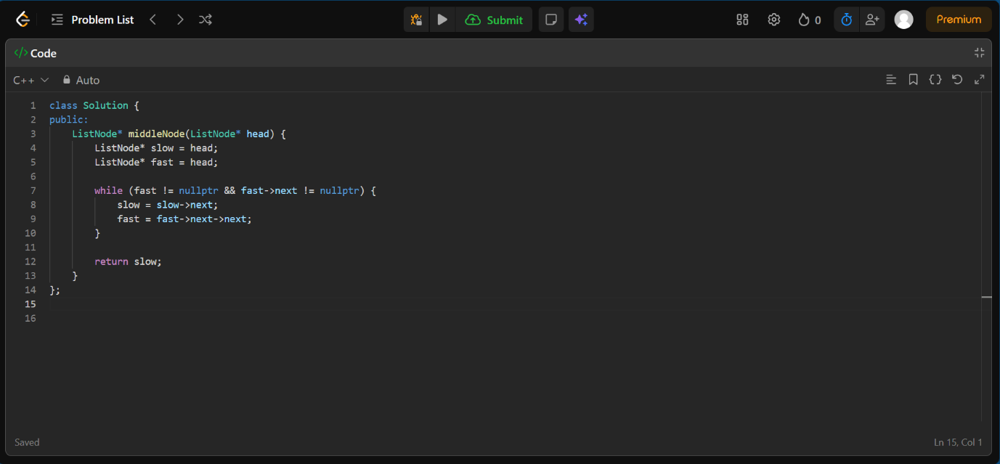 Problem List Submit 0 Premium
</> Code
C++ Auto
1 class Solution {
2 public:
3     ListNode* middleNode(ListNode* head) {
4         ListNode* slow = head;
5         ListNode* fast = head;
6
7         while (fast != nullptr && fast->next != nullptr) {
8             slow = slow->next;
9             fast = fast->next->next;
10         }
11
12         return slow;
13     }
14 };
15
16
Saved Ln 15, Col 1